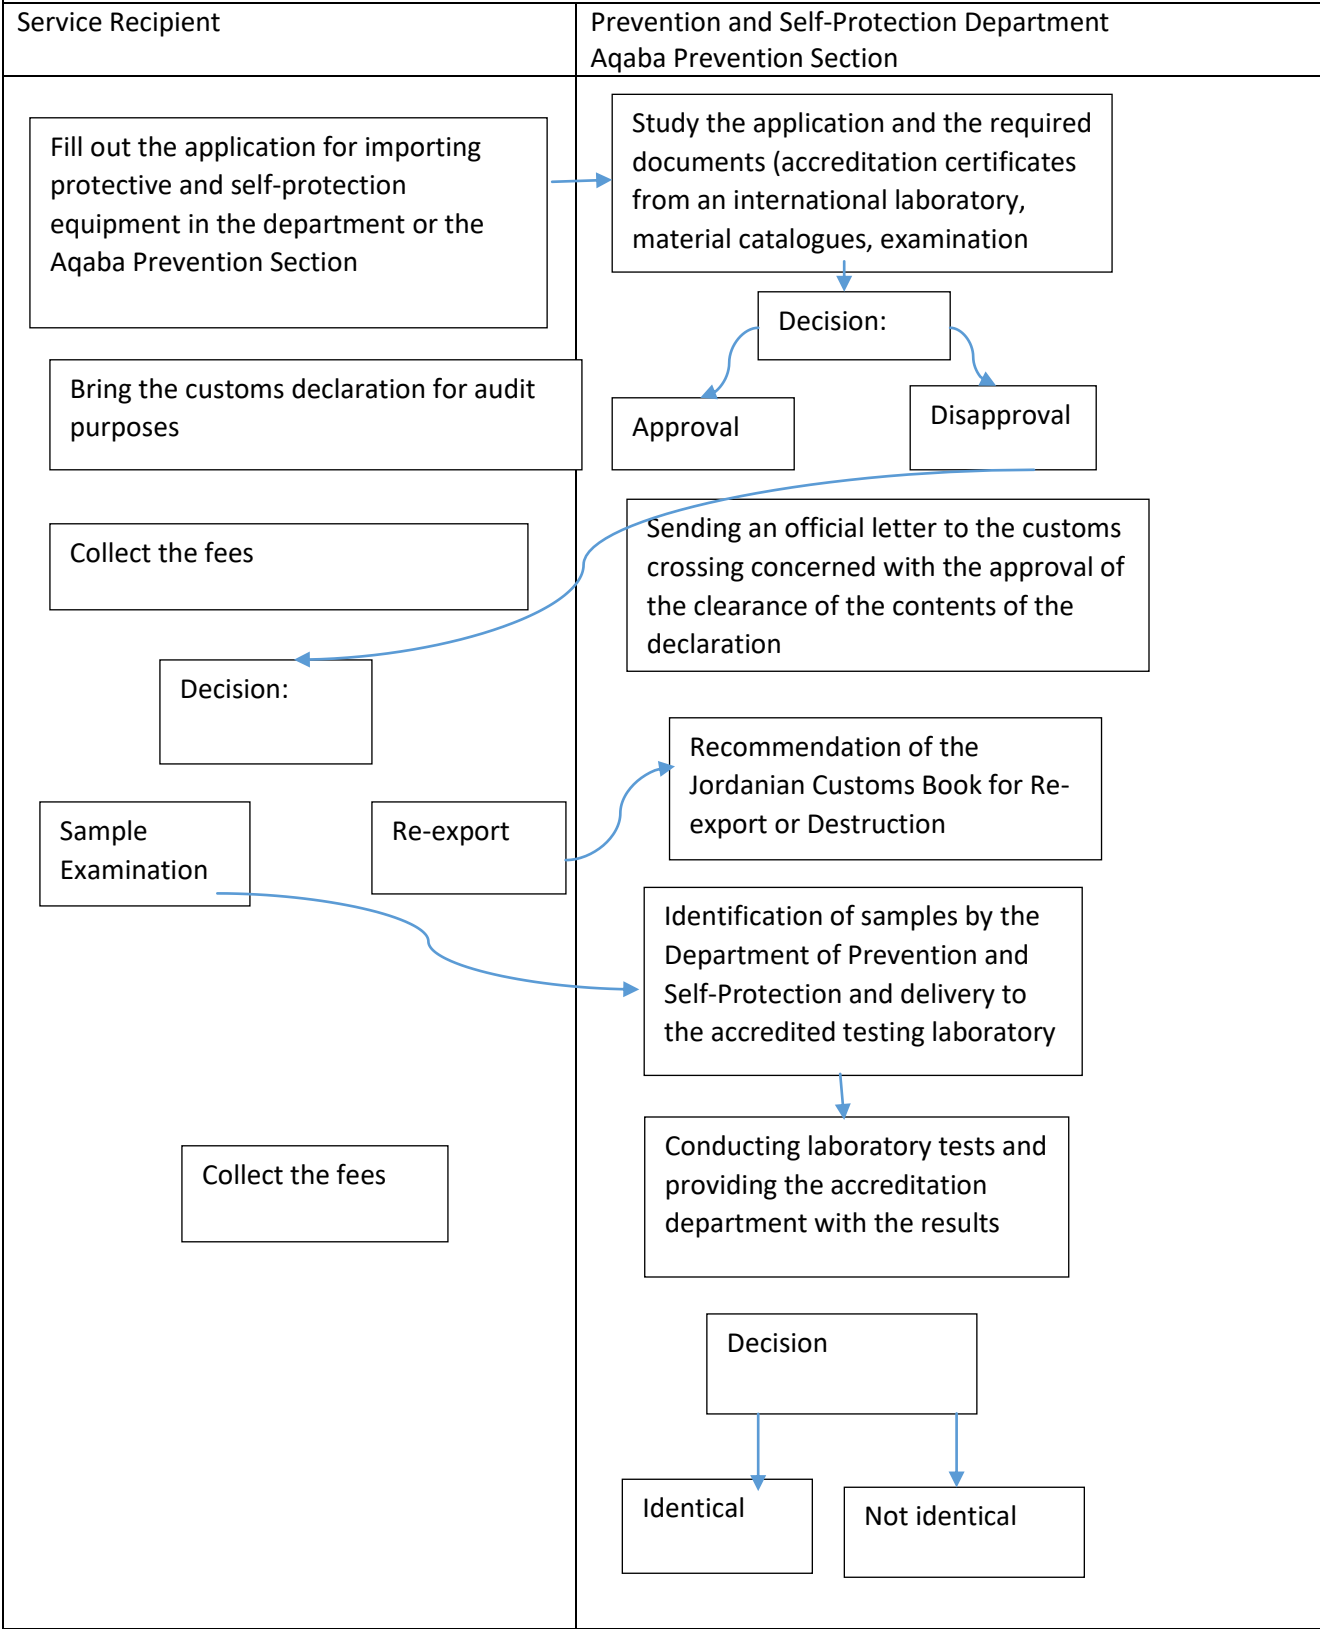 Service Recipient
Prevention and Self-Protection Department
Aqaba Prevention Section
Fill out the application for importing
protective and self-protection
equipment in the department or the
Aqaba Prevention Section
Study the application and the required
documents (accreditation certificates
from an international laboratory,
material catalogues, examination
Decision:
Bring the customs declaration for audit
purposes
Approval
Disapproval
Collect the fees
Sending an official letter to the customs
crossing concerned with the approval of
the clearance of the contents of the
declaration
Decision:
Recommendation of the
Jordanian Customs Book for Re-
export or Destruction
Sample
Examination
Re-export
Identification of samples by the
Department of Prevention and
Self-Protection and delivery to
the accredited testing laboratory
Collect the fees
Conducting laboratory tests and
providing the accreditation
department with the results
Decision
Identical
Not identical